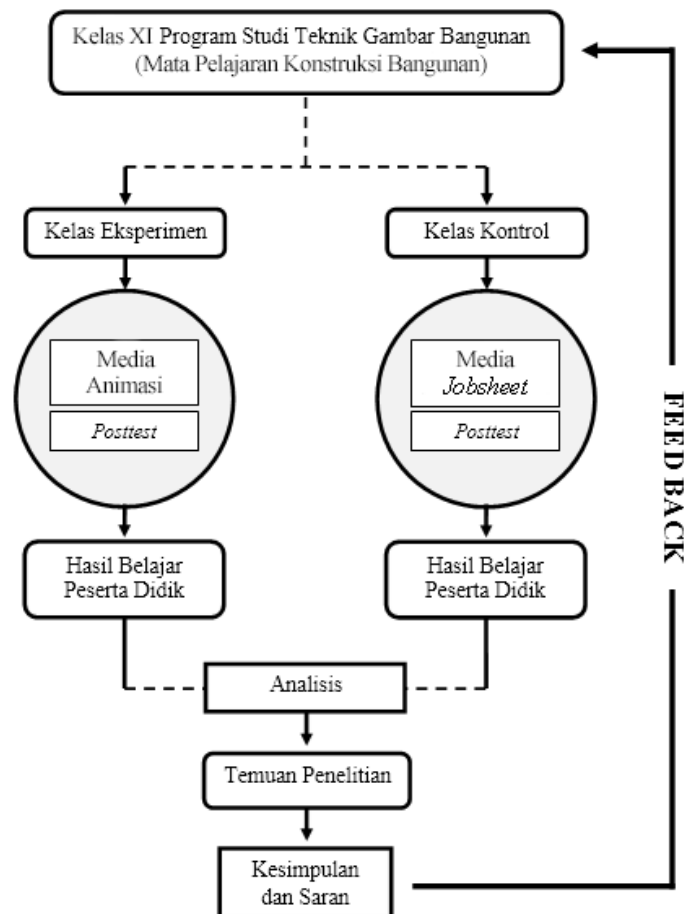 Kelas XI Program Studi Teknik Gambar Bangunan
(Mata Pelajaran Konstruksi Bangunan)
Kelas Eksperimen
Kelas Kontrol
Media
Animasi
Posttest
Media
Jobsheet
Posttest
Hasil Belajar
Peserta Didik
Hasil Belajar
Peserta Didik
Analisis
Temuan Penelitian
Kesimpulan
dan Saran
FEED BACK